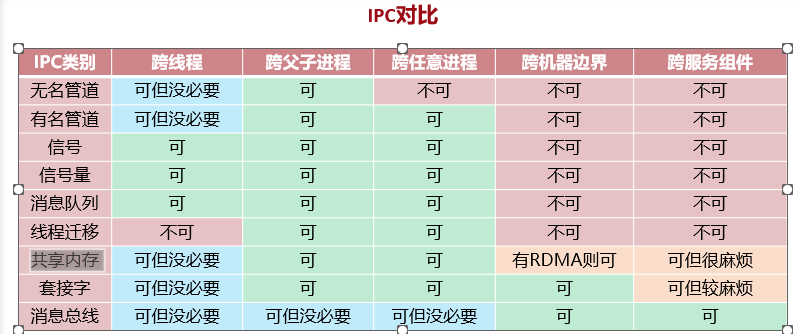 IPC对比
IPC类别 跨线程 跨父子进程 跨任意进程 跨机器边界 跨服务组件
无名管道 可但没必要 可 不可 不可 不可
有名管道 可但没必要 可 可 不可 不可
信号 可 可 可 不可 不可
信号量 可 可 可 不可 不可
消息队列 可 可 可 不可 不可
线程迁移 不可 可 可 不可 不可
共享内存 可但没必要 可 可 有RDMA则可 可但很麻烦
套接字 可但没必要 可 可 可 可但较麻烦
消息总线 可但没必要 可但没必要 可但没必要 可 可